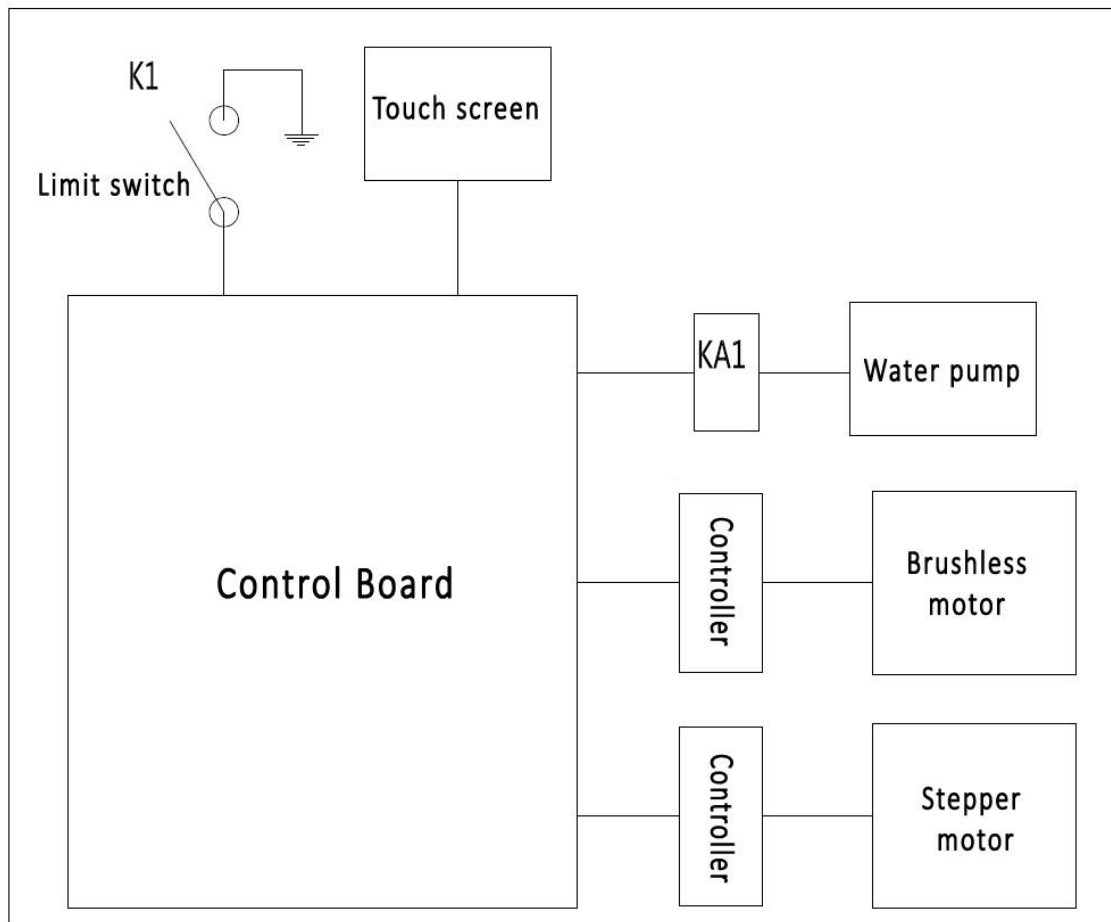 K1
Touch screen
Limit switch
KA1
Water pump
Control Board
Controller
Brushless
motor
Controller
Stepper
motor